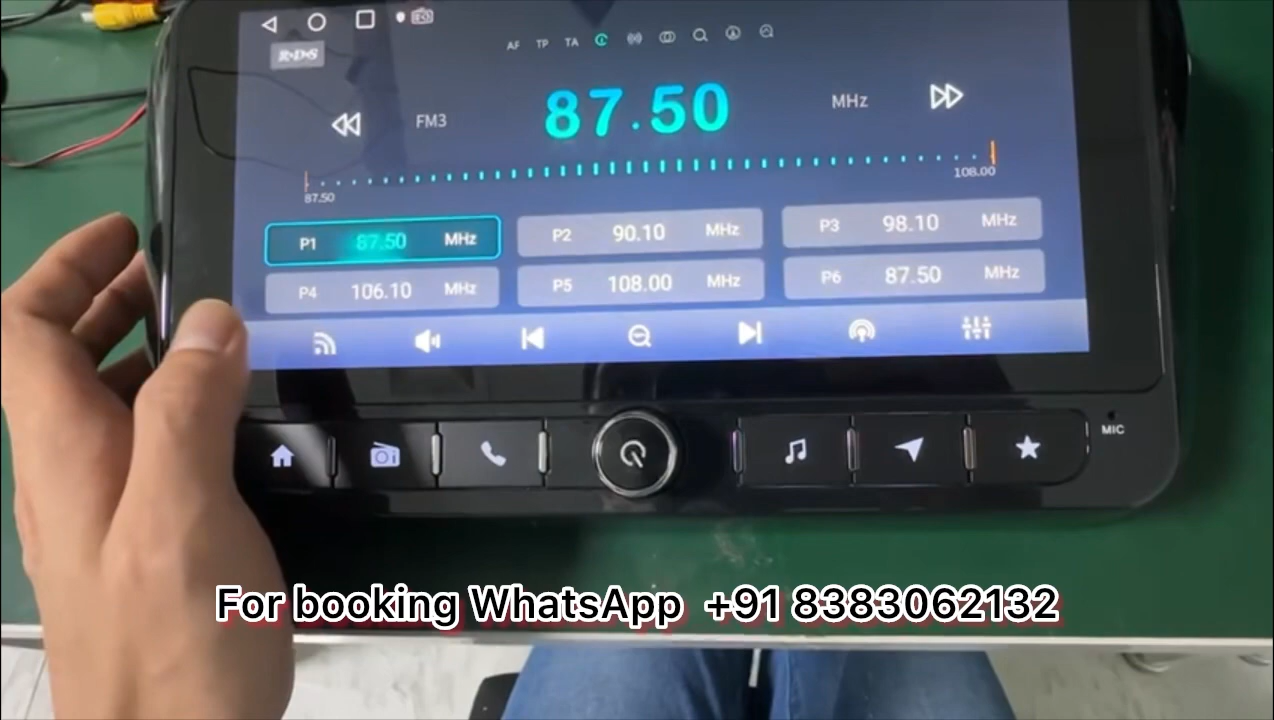 RDS
AF TP TA
FM3 87.50 MHz
87.50 108.00
P1 87.50 MHz P2 90.10 MHz P3 98.10 MHz
P4 106.10 MHz P5 108.00 MHz P6 87.50 MHz
MIC
For booking WhatsApp +91 8383062132